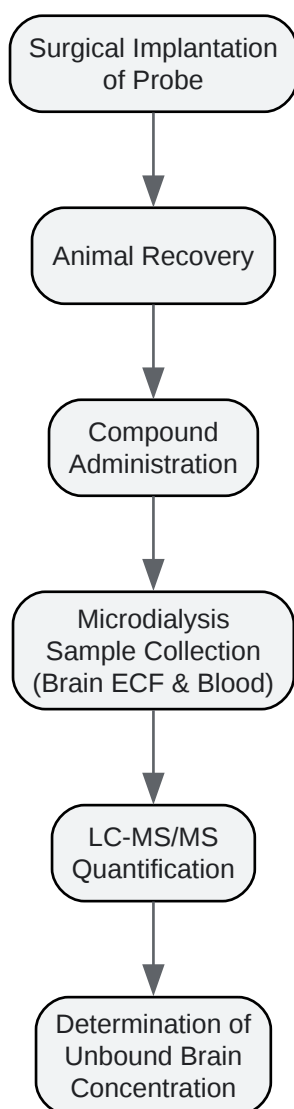 Surgical Implantation
of Probe
Animal Recovery
Compound
Administration
Microdialysis
Sample Collection
(Brain ECF & Blood)
LC-MS/MS
Quantification
Determination of
Unbound Brain
Concentration